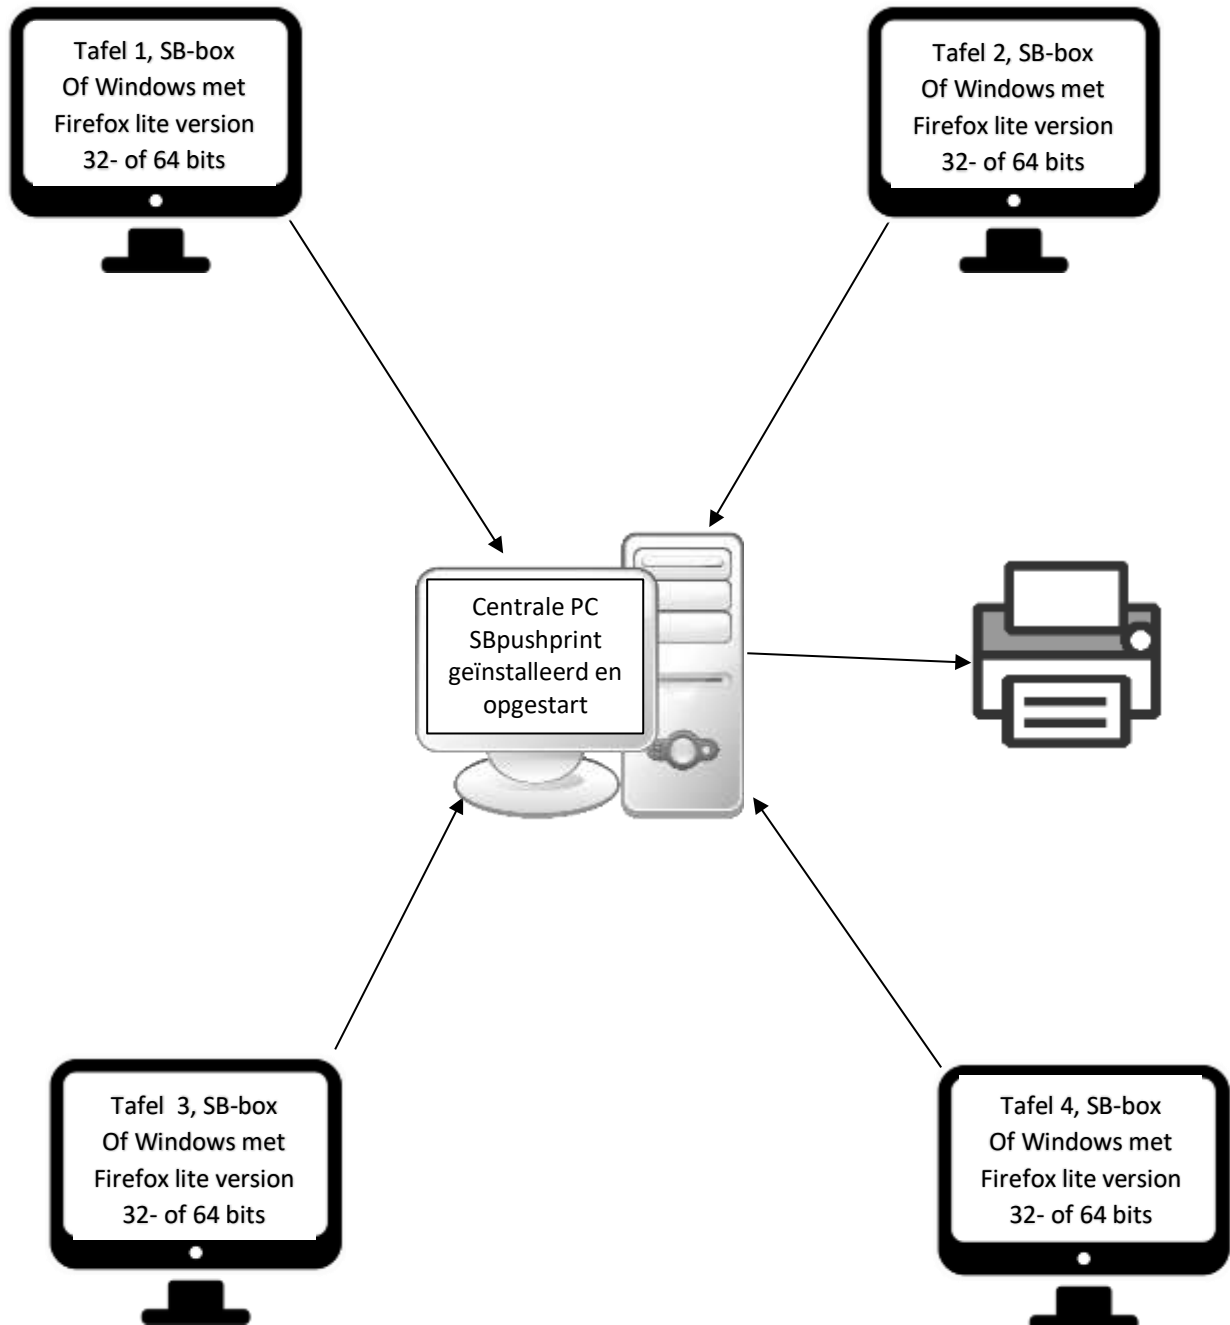 Tafel 1, SB-box
Of Windows met
Firefox lite version
32- of 64 bits
Tafel 2, SB-box
Of Windows met
Firefox lite version
32- of 64 bits
Centrale PC
SBpushprint
geïnstalleerd en
opgestart
Tafel  3, SB-box
Of Windows met
Firefox lite version
32- of 64 bits
Tafel 4, SB-box
Of Windows met
Firefox lite version
32- of 64 bits